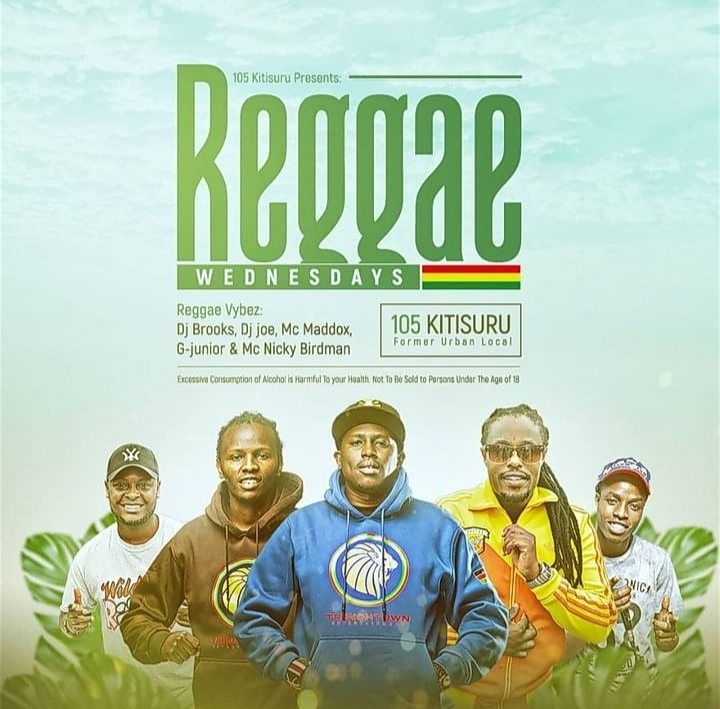 105 Kitisuru Presents:
Reggae
WEDNESDAYS
Reggae Vybez:
Dj Brooks, Dj joe, Mc Maddox,
G-junior & Mc Nicky Birdman
105 KITISURU
Former Urban Local
Excessive Consumption of Alcohol is Harmful To your Health. Not To Be Sold to Persons Under The Age of 18
NY
Wild